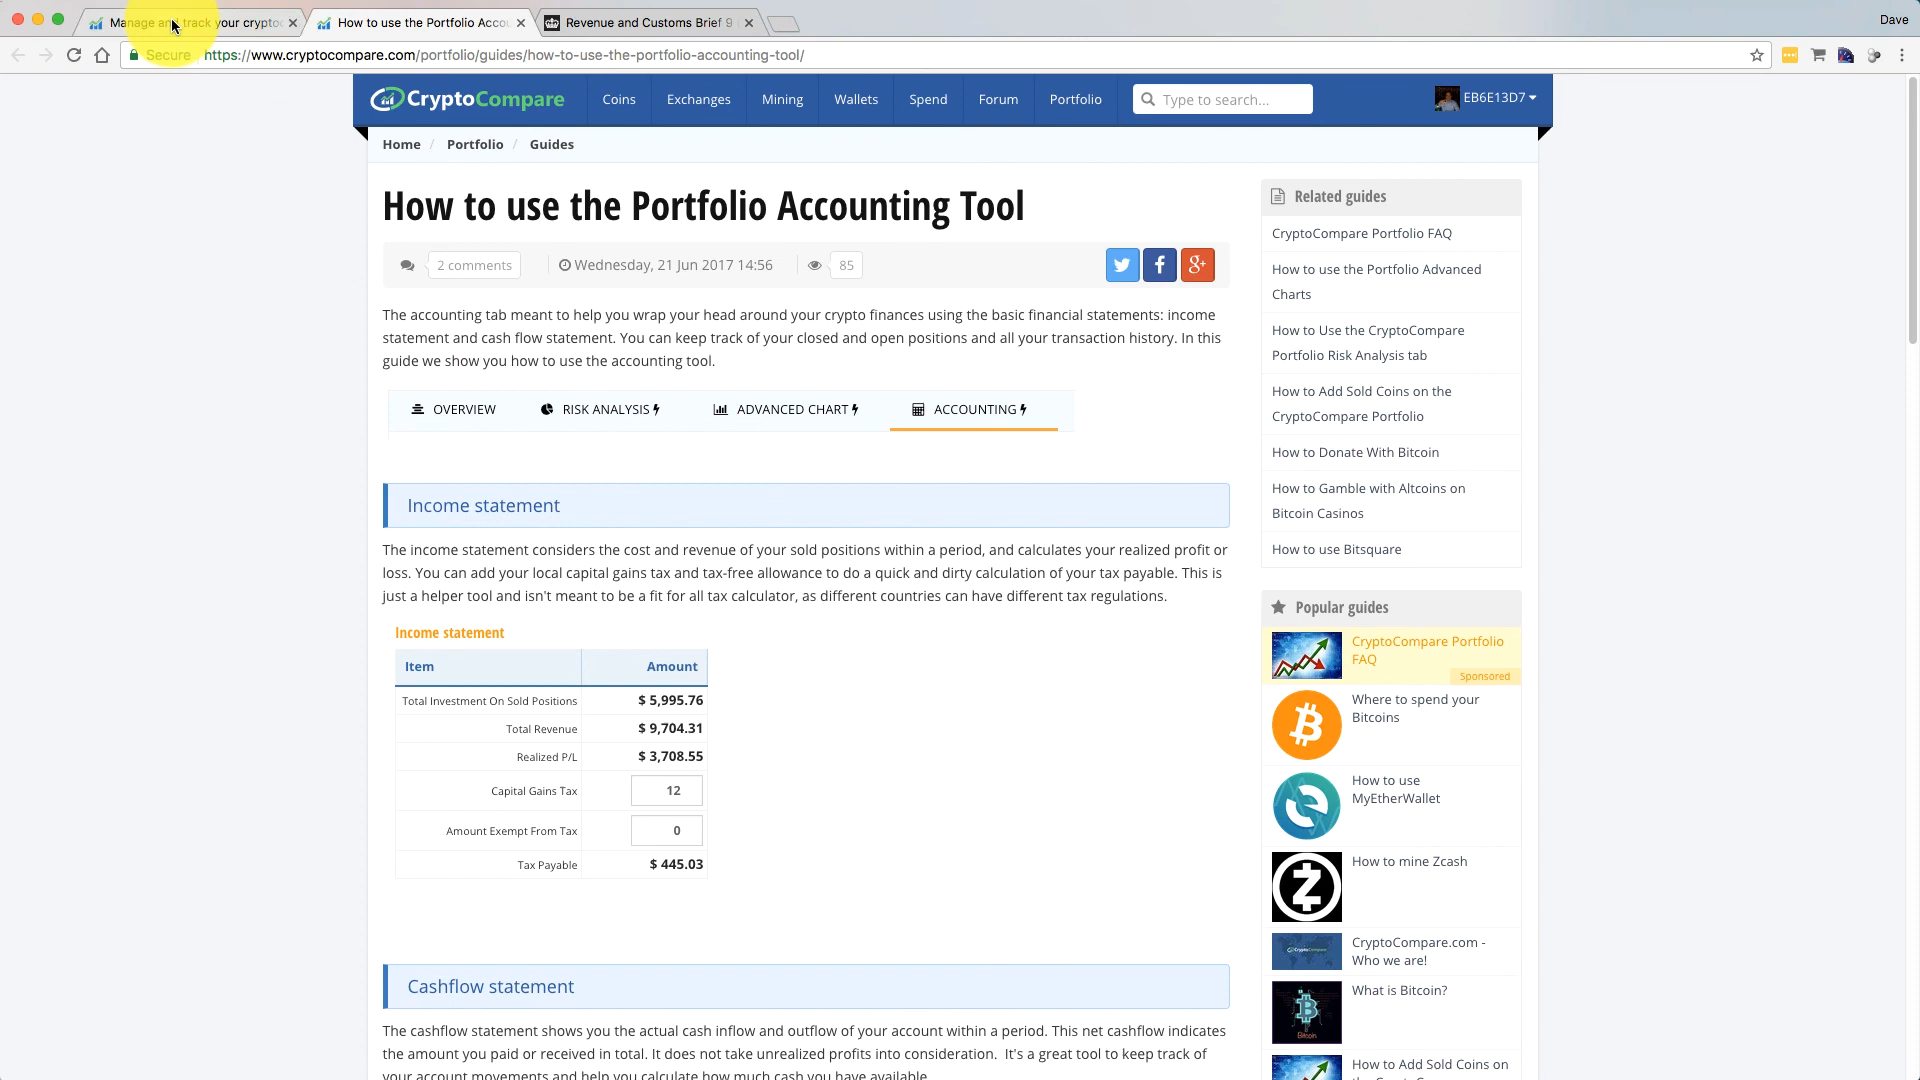 Manage and track your crypto
How to use the Portfolio Acco
Revenue and Customs Brief 9
Dave
Secure
https://www.cryptocompare.com/portfolio/guides/how-to-use-the-portfolio-accounting-tool/
CryptoCompare
Coins
Exchanges
Mining
Wallets
Spend
Forum
Portfolio
Type to search...
EB6E13D7
Home / Portfolio / Guides
How to use the Portfolio Accounting Tool
2 comments
Wednesday, 21 Jun 2017 14:56
85
The accounting tab meant to help you wrap your head around your crypto finances using the basic financial statements: income
statement and cash flow statement. You can keep track of your closed and open positions and all your transaction history. In this
guide we show you how to use the accounting tool.
OVERVIEW
RISK ANALYSIS
ADVANCED CHART
ACCOUNTING
Income statement
The income statement considers the cost and revenue of your sold positions within a period, and calculates your realized profit or
loss. You can add your local capital gains tax and tax-free allowance to do a quick and dirty calculation of your tax payable. This is
just a helper tool and isn't meant to be a fit for all tax calculator, as different countries can have different tax regulations.
Income statement
Item Amount
Total Investment On Sold Positions $ 5,995.76
Total Revenue $ 9,704.31
Realized P/L $ 3,708.55
Capital Gains Tax 12
Amount Exempt From Tax 0
Tax Payable $ 445.03
Cashflow statement
The cashflow statement shows you the actual cash inflow and outflow of your account within a period. This net cashflow indicates
the amount you paid or received in total. It does not take unrealized profits into consideration. It's a great tool to keep track of
your account movements and help you calculate how much cash you have available.
Related guides
CryptoCompare Portfolio FAQ
How to use the Portfolio Advanced
Charts
How to Use the CryptoCompare
Portfolio Risk Analysis tab
How to Add Sold Coins on the
CryptoCompare Portfolio
How to Donate With Bitcoin
How to Gamble with Altcoins on
Bitcoin Casinos
How to use Bitsquare
Popular guides
CryptoCompare Portfolio
FAQ
Sponsored
Where to spend your
Bitcoins
How to use
MyEtherWallet
How to mine Zcash
CryptoCompare
CryptoCompare.com -
Who we are!
What is Bitcoin?
Bitcoin
How to Add Sold Coins on